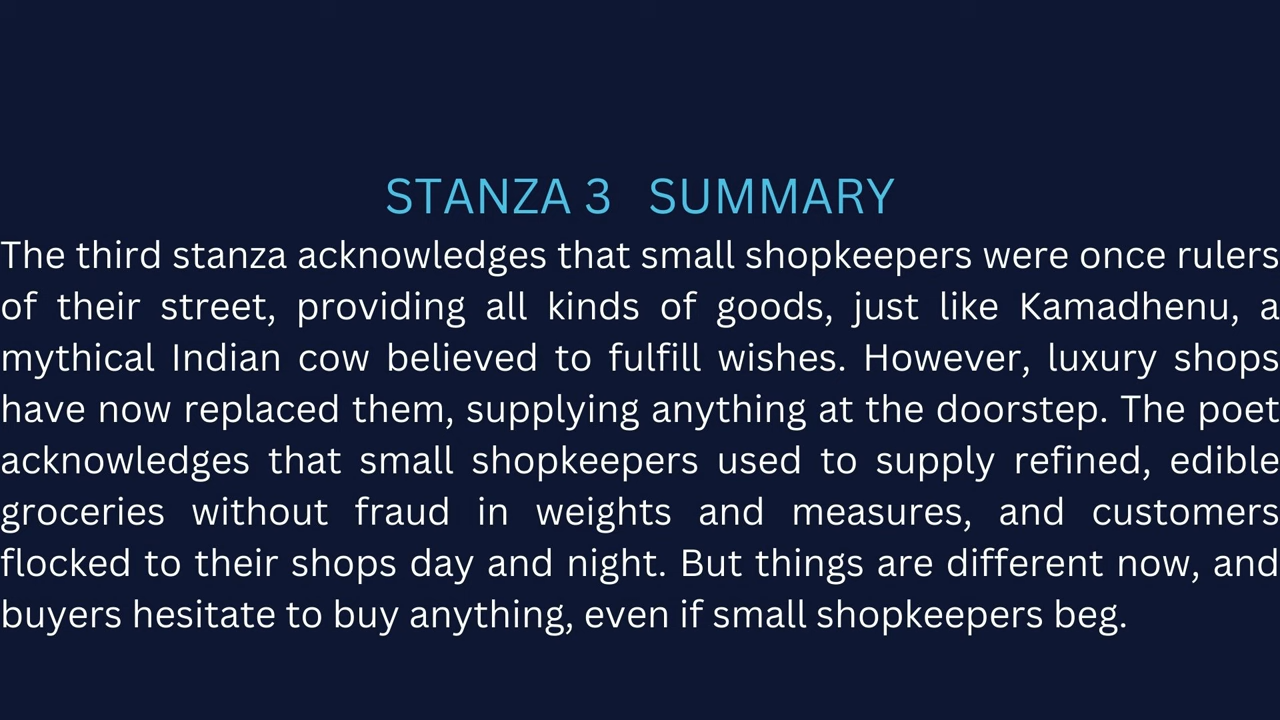 STANZA 3 SUMMARY
The third stanza acknowledges that small shopkeepers were once rulers
of their street, providing all kinds of goods, just like Kamadhenu, a
mythical Indian cow believed to fulfill wishes. However, luxury shops
have now replaced them, supplying anything at the doorstep. The poet
acknowledges that small shopkeepers used to supply refined, edible
groceries without fraud in weights and measures, and customers
flocked to their shops day and night. But things are different now, and
buyers hesitate to buy anything, even if small shopkeepers beg.